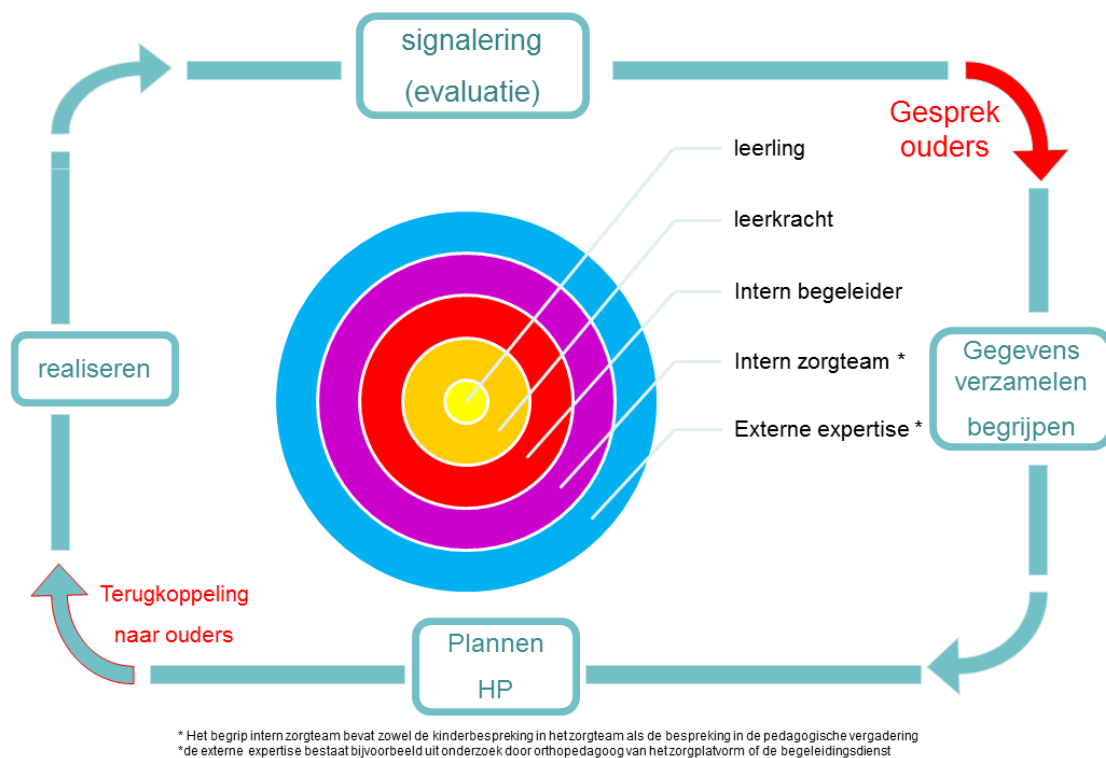 signalering
(evaluatie)
Gesprek
ouders
leerling
leerkracht
Intern begeleider
Intern zorgteam *
Externe expertise *
realiseren
Gegevens
verzamelen
begrijpen
Terugkoppeling
naar ouders
Plannen
HP
* Het begrip intern zorgteam bevat zowel de kinderbespreking in het zorgteam als de bespreking in de pedagogische vergadering
*de externe expertise bestaat bijvoorbeeld uit onderzoek door orthopedagoog van het zorgplatvorm of de begeleidingsdienst